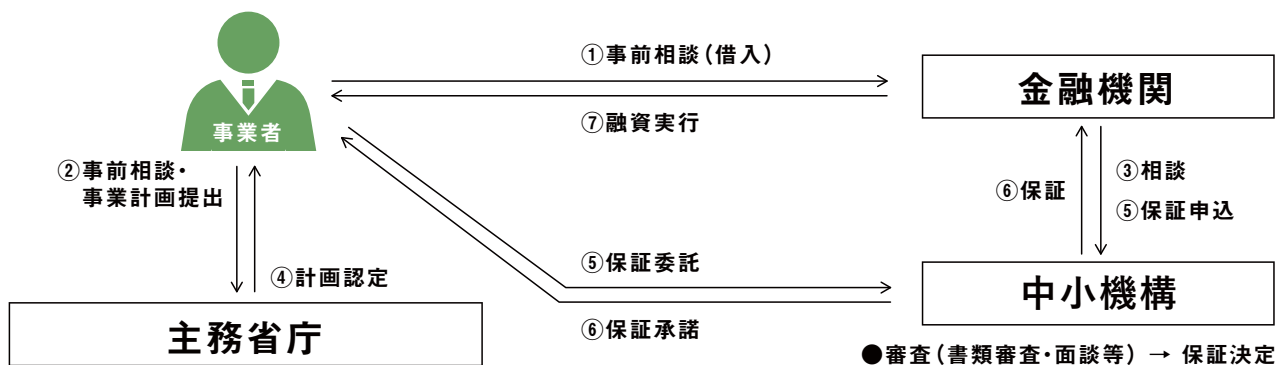 ①事前相談（借入）
金融機関
⑦融資実行
事業者
②事前相談・
事業計画提出
③相談
⑥保証
⑤保証申込
④計画認定
⑤保証委託
中小機構
主務省庁
⑥保証承諾
●審査（書類審査・面談等） → 保証決定